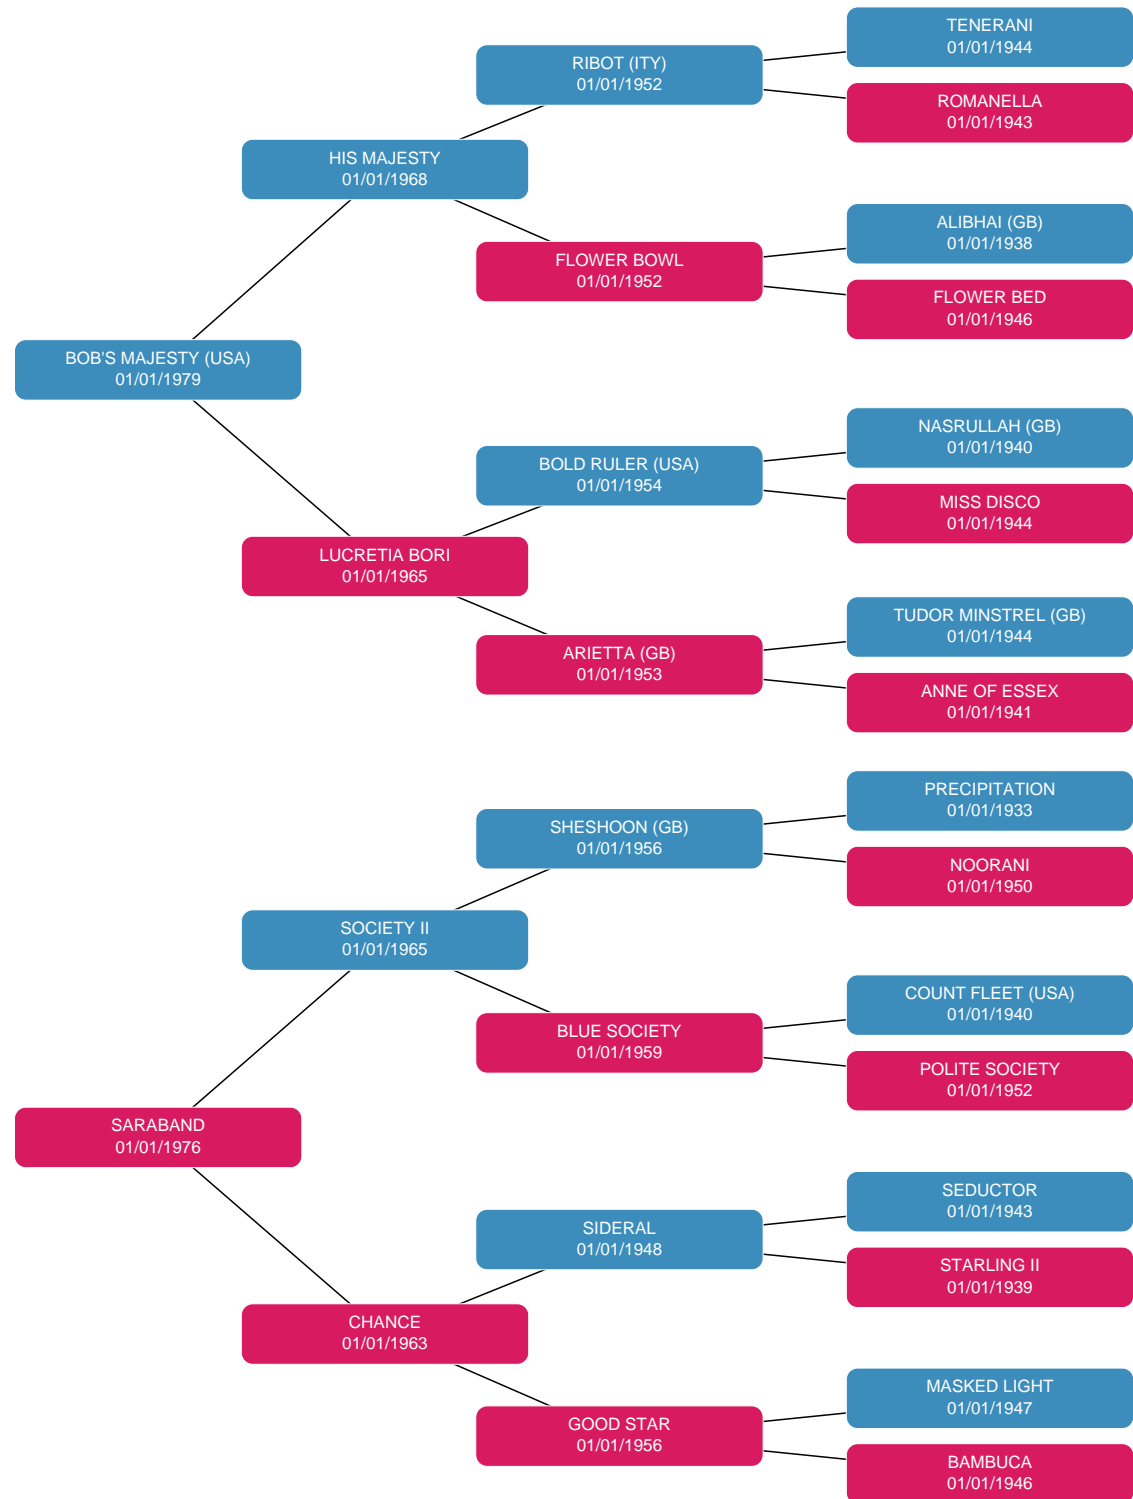 TENERANI
01/01/1944
RIBOT (ITY)
01/01/1952
ROMANELLA
01/01/1943
HIS MAJESTY
01/01/1968
ALIBHAI (GB)
01/01/1938
FLOWER BOWL
01/01/1952
FLOWER BED
01/01/1946
BOB'S MAJESTY (USA)
01/01/1979
NASRULLAH (GB)
01/01/1940
BOLD RULER (USA)
01/01/1954
MISS DISCO
01/01/1944
LUCRETIA BORI
01/01/1965
TUDOR MINSTREL (GB)
01/01/1944
ARIETTA (GB)
01/01/1953
ANNE OF ESSEX
01/01/1941
PRECIPITATION
01/01/1933
SHESHOON (GB)
01/01/1956
NOORANI
01/01/1950
SOCIETY II
01/01/1965
COUNT FLEET (USA)
01/01/1940
BLUE SOCIETY
01/01/1959
POLITE SOCIETY
01/01/1952
SARABAND
01/01/1976
SEDUCTOR
01/01/1943
SIDERAL
01/01/1948
STARLING II
01/01/1939
CHANCE
01/01/1963
MASKED LIGHT
01/01/1947
GOOD STAR
01/01/1956
BAMBUCA
01/01/1946